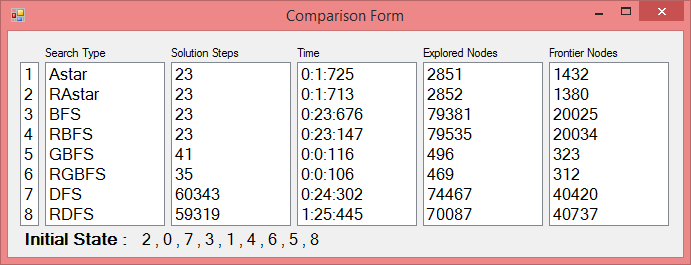 Comparison Form
Search Type Solution Steps Time Explored Nodes Frontier Nodes
1 Astar 23 0:1:725 2851 1432
2 RAstar 23 0:1:713 2852 1380
3 BFS 23 0:23:676 79381 20025
4 RBFS 23 0:23:147 79535 20034
5 GBFS 41 0:0:116 496 323
6 RGBFS 35 0:0:106 469 312
7 DFS 60343 0:24:302 74467 40420
8 RDFS 59319 1:25:445 70087 40737
Initial State : 2 , 0 , 7 , 3 , 1 , 4 , 6 , 5 , 8